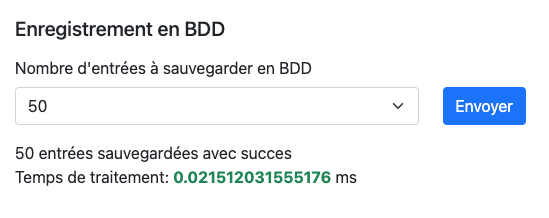 Enregistrement en BDD
Nombre d'entrées à sauvegarder en BDD
50
Envoyer
50 entrées sauvegardées avec succes
Temps de traitement: 0.021512031555176 ms